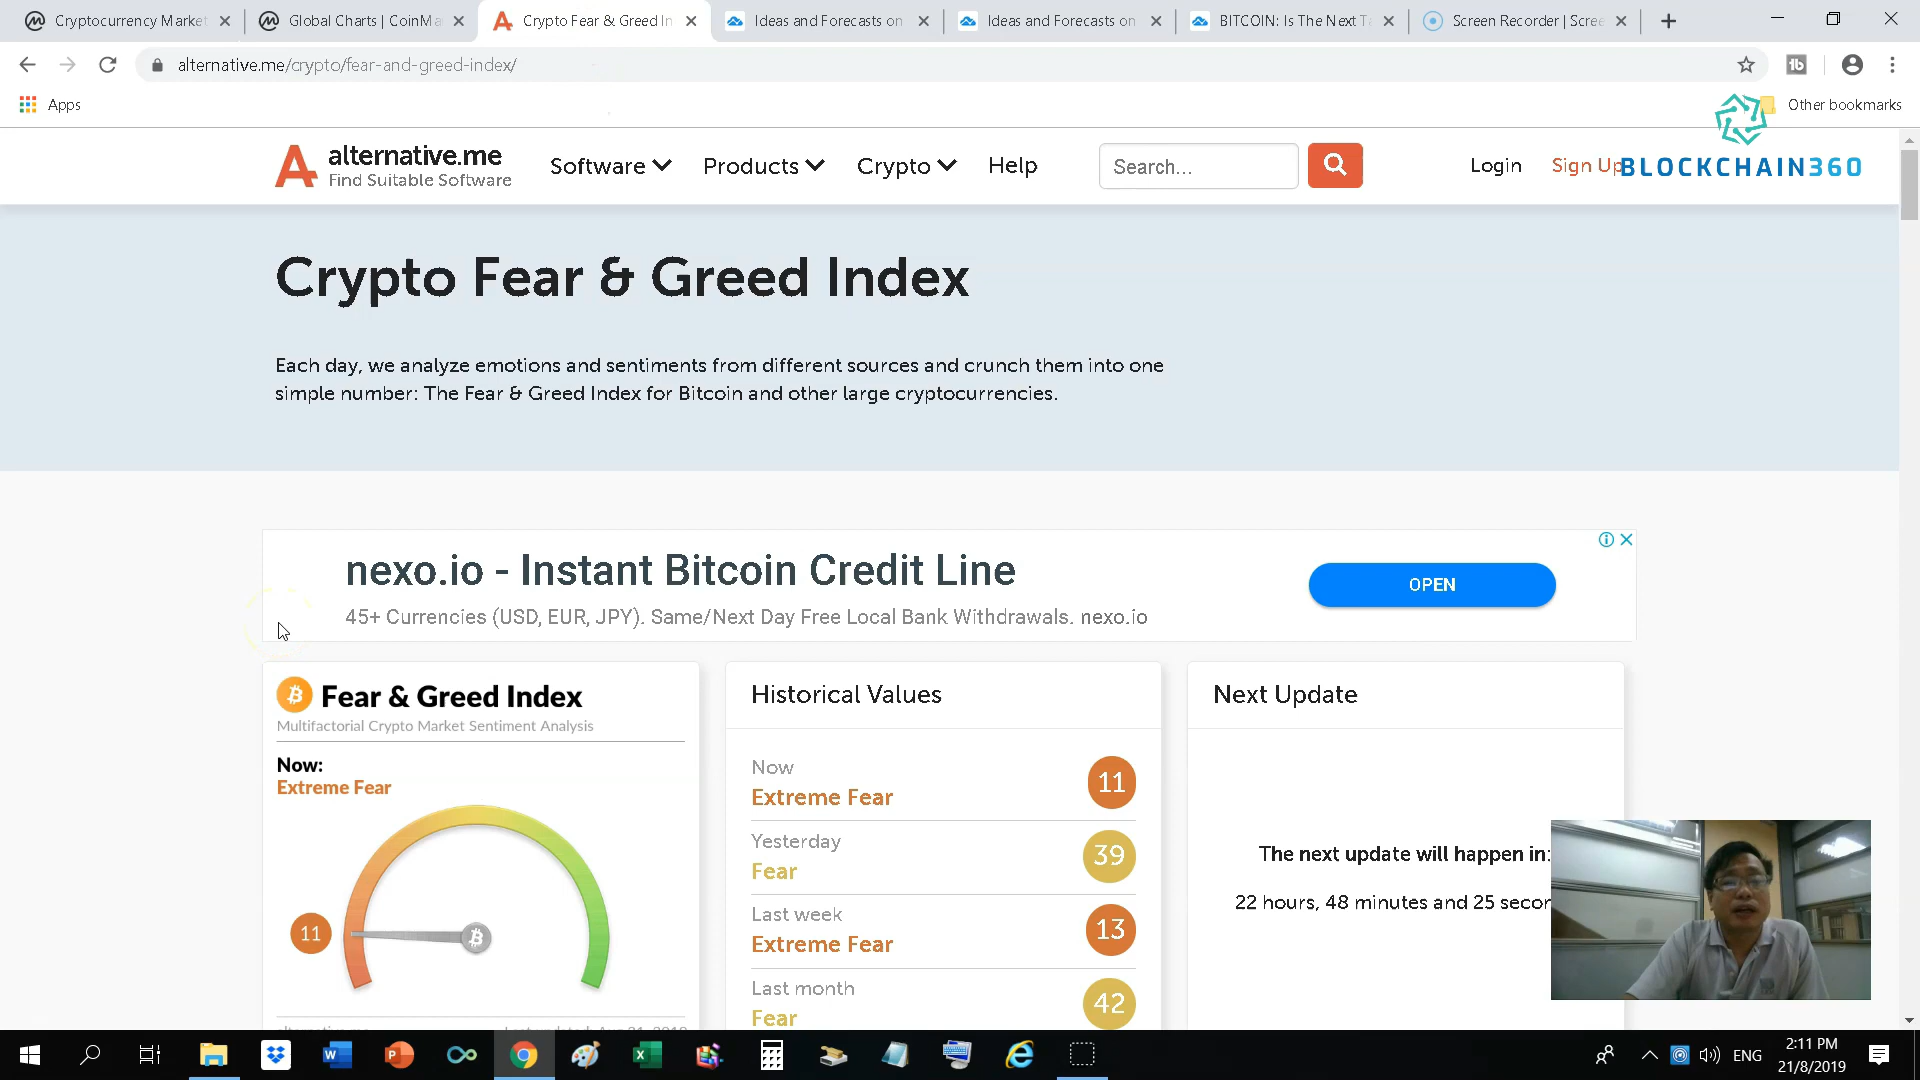 Cryptocurrency Market
Global Charts | CoinMa
Crypto Fear & Greed In
Ideas and Forecasts on
Ideas and Forecasts on
BITCOIN: Is The Next T
Screen Recorder | Scree
alternative.me/crypto/fear-and-greed-index/
Apps
Other bookmarks
alternative.me
Find Suitable Software
Software
Products
Crypto
Help
Search...
Login
Sign Up
BLOCKCHAIN360
Crypto Fear & Greed Index
Each day, we analyze emotions and sentiments from different sources and crunch them into one
simple number: The Fear & Greed Index for Bitcoin and other large cryptocurrencies.
nexo.io - Instant Bitcoin Credit Line
45+ Currencies (USD, EUR, JPY). Same/Next Day Free Local Bank Withdrawals. nexo.io
OPEN
Fear & Greed Index
Multifactorial Crypto Market Sentiment Analysis
Now:
Extreme Fear
11
Historical Values
Now
Extreme Fear
11
Yesterday
Fear
39
Last week
Extreme Fear
13
Last month
Fear
42
Next Update
The next update will happen in:
22 hours, 48 minutes and 25 secon
ENG
2:11 PM
21/8/2019